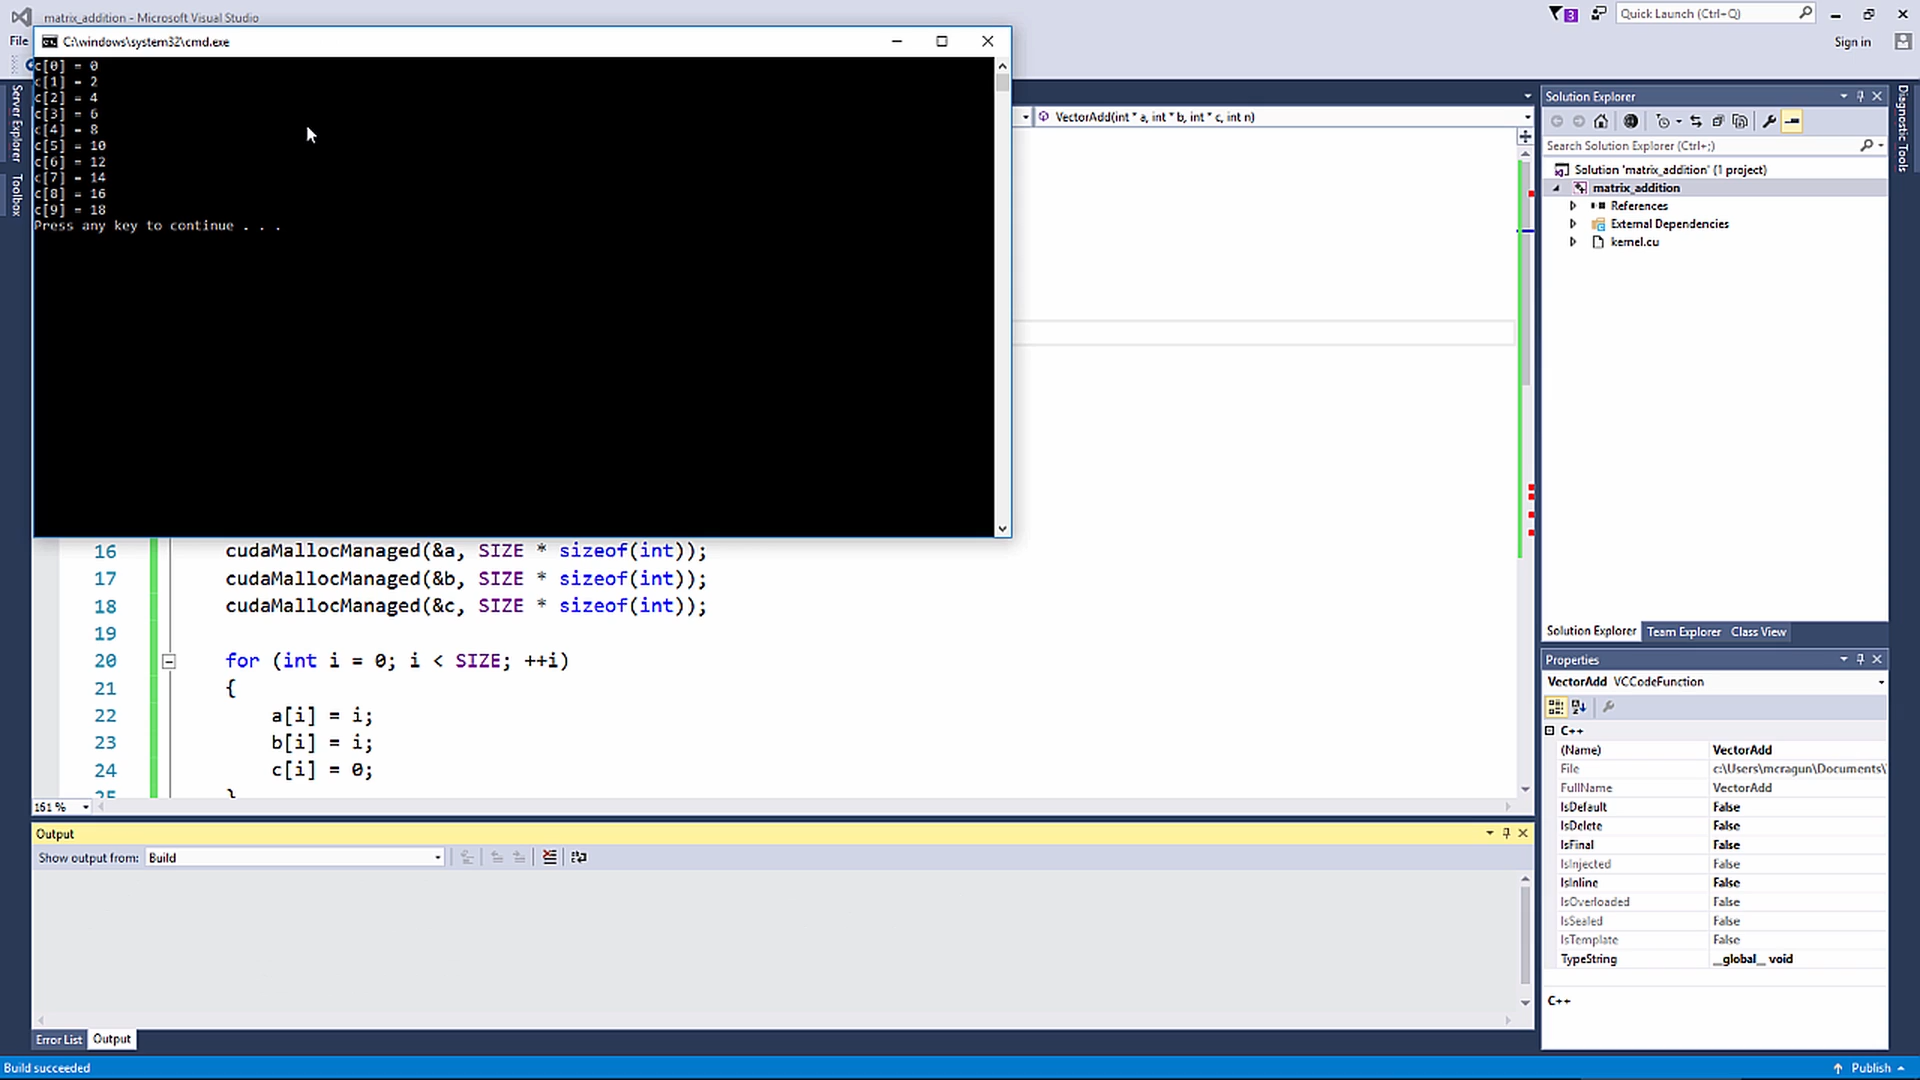 matrix_addition - Microsoft Visual Studio
3
Quick Launch (Ctrl+Q)
File
C:\windows\system32\cmd.exe
Sign in
c[0] = 0
c[1] = 2
c[2] = 4
c[3] = 6
c[4] = 8
c[5] = 10
c[6] = 12
c[7] = 14
c[8] = 16
c[9] = 18
Press any key to continue . . .
Server Explorer
Toolbox
VectorAdd(int * a, int * b, int * c, int n)
Solution Explorer
Search Solution Explorer (Ctrl+;)
Solution 'matrix_addition' (1 project)
matrix_addition
References
External Dependencies
kernel.cu
Diagnostic Tools
16 cudaMallocManaged(&a, SIZE * sizeof(int));
17 cudaMallocManaged(&b, SIZE * sizeof(int));
18 cudaMallocManaged(&c, SIZE * sizeof(int));
19
20 for (int i = 0; i < SIZE; ++i)
21 {
22 a[i] = i;
23 b[i] = i;
24 c[i] = 0;
25 }
161 %
Solution Explorer Team Explorer Class View
Properties
VectorAdd VCCodeFunction
C++
(Name) VectorAdd
File c:\Users\mcragun\Documents\
FullName VectorAdd
IsDefault False
IsDelete False
IsFinal False
IsInjected False
IsInline False
IsOverloaded False
IsSealed False
IsTemplate False
TypeString __global__ void
C++
Output
Show output from: Build
Error List Output
Build succeeded
Publish